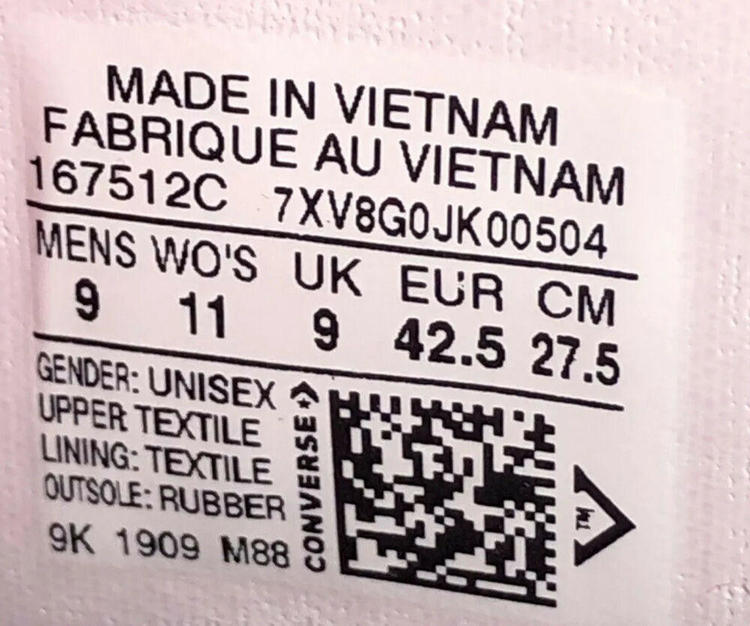 MADE IN VIETNAM
FABRIQUE AU VIETNAM
167512C 7XV8G0JK00504
MENS WO'S UK EUR CM
9 11 9 42.5 27.5
GENDER: UNISEX
UPPER TEXTILE
LINING: TEXTILE
OUTSOLE: RUBBER
9K 1909 M88
CONVERSE
TM